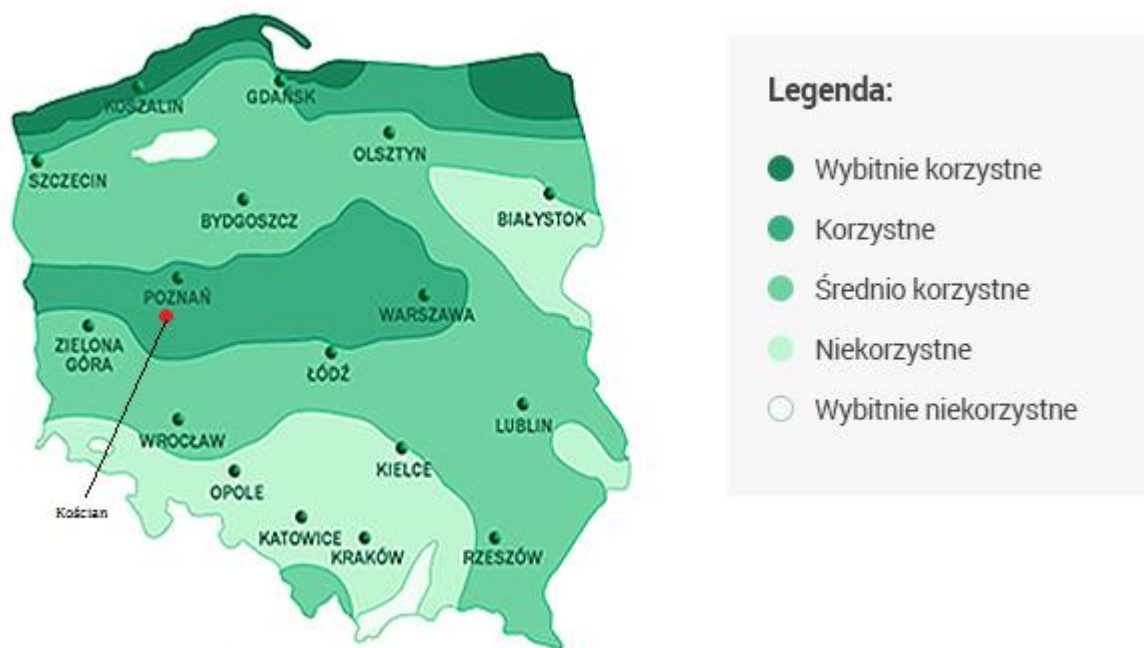 KOSZALIN
GDAŃSK
OLSZTYN
SZCZECIN
BYDGOSZCZ
BIAŁYSTOK
POZNAŃ
WARSZAWA
ZIELONA
GÓRA
ŁÓDŹ
WROCŁAW
LUBLIN
KIELCE
OPOLE
KATOWICE
KRAKÓW
RZESZÓW
Kościan
Legenda:
Wybitnie korzystne
Korzystne
Średnio korzystne
Niekorzystne
Wybitnie niekorzystne